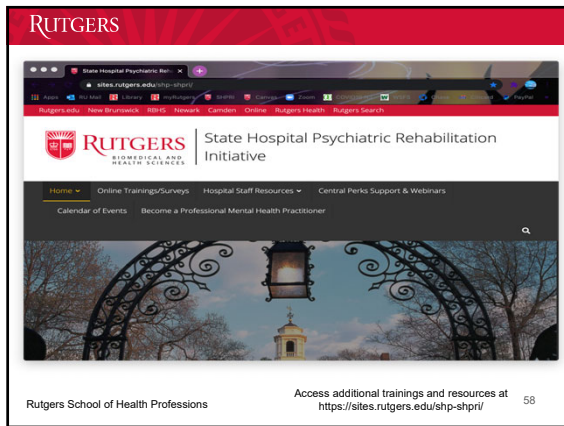 RUTGERS
State Hospital Psychiatric Reh
sites.rutgers.edu/shp-shpri/
Apps RU Mail Library myRutgers SHPRI Canvas Zoom
Rutgers.edu New Brunswick RBHS Newark Camden Online Rutgers Health Rutgers Search
RUTGERS
BIOMEDICAL AND
HEALTH SCIENCES
State Hospital Psychiatric Rehabilitation
Initiative
Home Online Trainings/Surveys Hospital Staff Resources Central Perks Support & Webinars
Calendar of Events Become a Professional Mental Health Practitioner
Rutgers School of Health Professions
Access additional trainings and resources at
https://sites.rutgers.edu/shp-shpri/
58